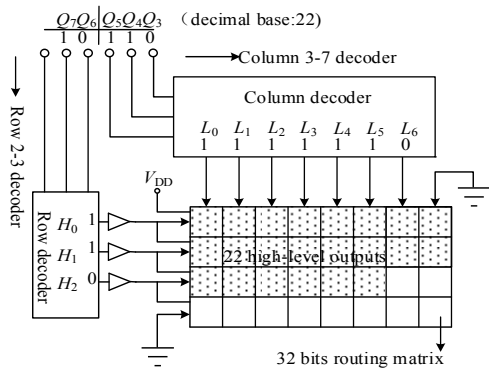 Q7Q6 Q5Q4Q3 (decimal base:22)
1 0 1 1 0
Column 3-7 decoder
Row 2-3 decoder
Column decoder
L0 L1 L2 L3 L4 L5 L6
1 1 1 1 1 1 0
VDD
Row decoder
H0 1
H1 1
H2 0
22 high-level outputs
32 bits routing matrix